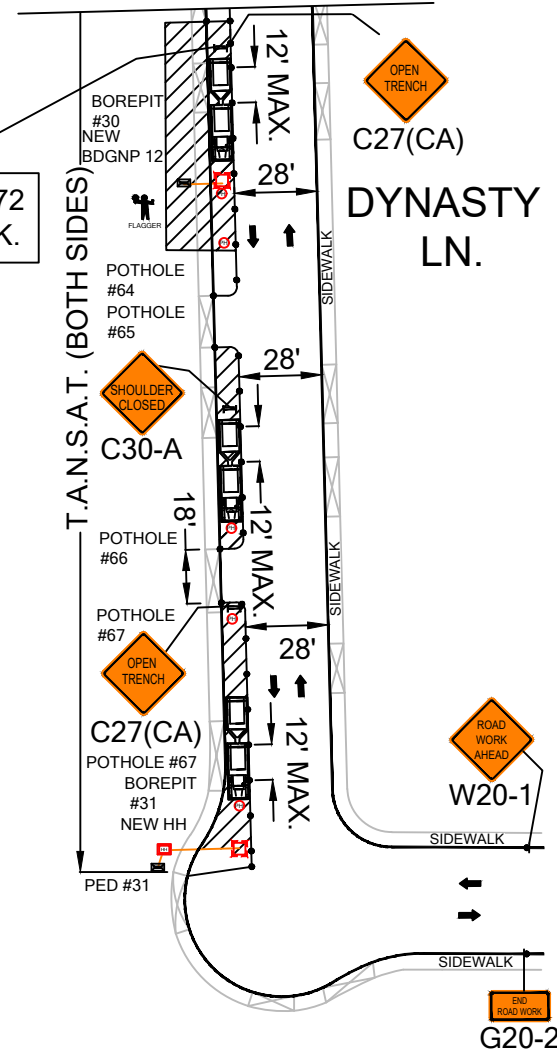 12' MAX.
OPEN
TRENCH
C27(CA)
BOREPIT
#30
NEW
BDGNP 12
28'
DYNASTY
LN.
72
K.
FLAGGER
SIDEWALK
POTHOLE
#64
POTHOLE
#65
T.A.N.S.A.T. (BOTH SIDES)
28'
SHOULDER
CLOSED
C30-A
12' MAX.
18'
POTHOLE
#66
SIDEWALK
POTHOLE
#67
28'
OPEN
TRENCH
C27(CA)
12' MAX.
POTHOLE #67
BOREPIT
#31
NEW HH
PED #31
ROAD
WORK
AHEAD
W20-1
SIDEWALK
SIDEWALK
END
ROAD WORK
G20-2